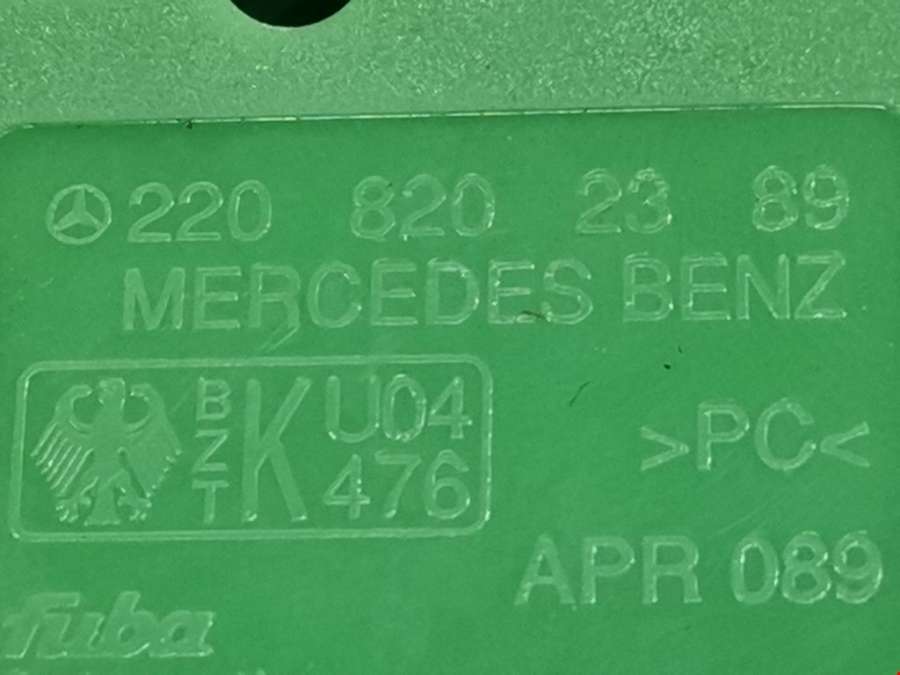 220 820 23 89
MERCEDES BENZ
BZT K U04 476
>PC<
APR 089
fuba